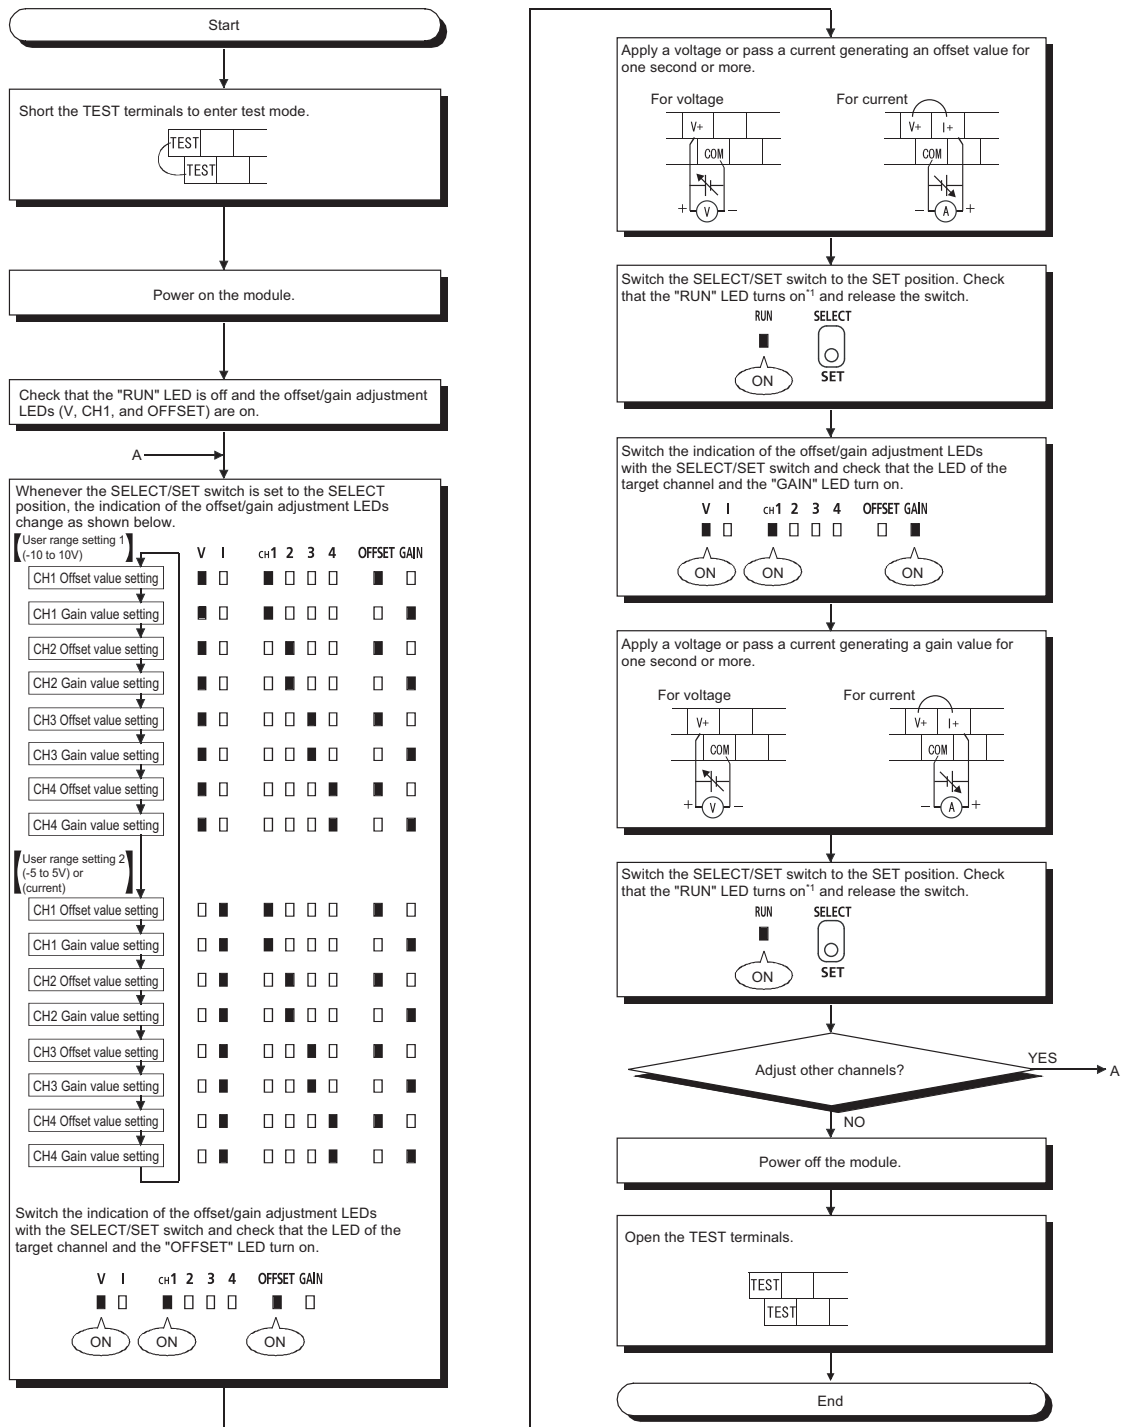 Start
Short the TEST terminals to enter test mode.
TEST
TEST
Power on the module.
Check that the "RUN" LED is off and the offset/gain adjustment
LEDs (V, CH1, and OFFSET) are on.
A
Whenever the SELECT/SET switch is set to the SELECT
position, the indication of the offset/gain adjustment LEDs
change as shown below.
【User range setting 1
(-10 to 10V)】
V I CH1 2 3 4 OFFSET GAIN
CH1 Offset value setting
CH1 Gain value setting
CH2 Offset value setting
CH2 Gain value setting
CH3 Offset value setting
CH3 Gain value setting
CH4 Offset value setting
CH4 Gain value setting
【User range setting 2
(-5 to 5V) or
(current)】
CH1 Offset value setting
CH1 Gain value setting
CH2 Offset value setting
CH2 Gain value setting
CH3 Offset value setting
CH3 Gain value setting
CH4 Offset value setting
CH4 Gain value setting
Switch the indication of the offset/gain adjustment LEDs
with the SELECT/SET switch and check that the LED of the
target channel and the "OFFSET" LED turn on.
V I CH1 2 3 4 OFFSET GAIN
ON ON ON
Apply a voltage or pass a current generating an offset value for
one second or more.
For voltage
V+
COM
+ V −
For current
V+ I+
COM
− A +
Switch the SELECT/SET switch to the SET position. Check
that the "RUN" LED turns on*1 and release the switch.
RUN SELECT
ON SET
Switch the indication of the offset/gain adjustment LEDs
with the SELECT/SET switch and check that the LED of the
target channel and the "GAIN" LED turn on.
V I CH1 2 3 4 OFFSET GAIN
ON ON ON
Apply a voltage or pass a current generating a gain value for
one second or more.
For voltage
V+
COM
+ V −
For current
V+ I+
COM
− A +
Switch the SELECT/SET switch to the SET position. Check
that the "RUN" LED turns on*1 and release the switch.
RUN SELECT
ON SET
Adjust other channels?
YES
A
NO
Power off the module.
Open the TEST terminals.
TEST
TEST
End